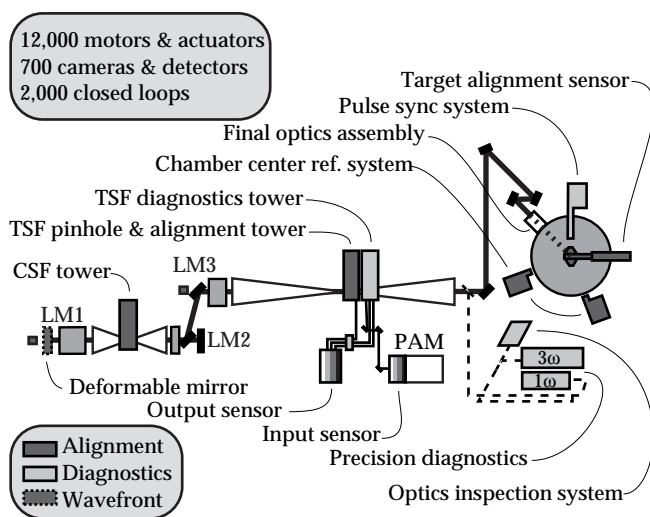 12,000 motors & actuators
700 cameras & detectors
2,000 closed loops
Target alignment sensor
Pulse sync system
Final optics assembly
Chamber center ref. system
TSF diagnostics tower
TSF pinhole & alignment tower
CSF tower
LM3
LM1
LM2
PAM
3ω
1ω
Deformable mirror
Output sensor
Input sensor
Precision diagnostics
Optics inspection system
Alignment
Diagnostics
Wavefront